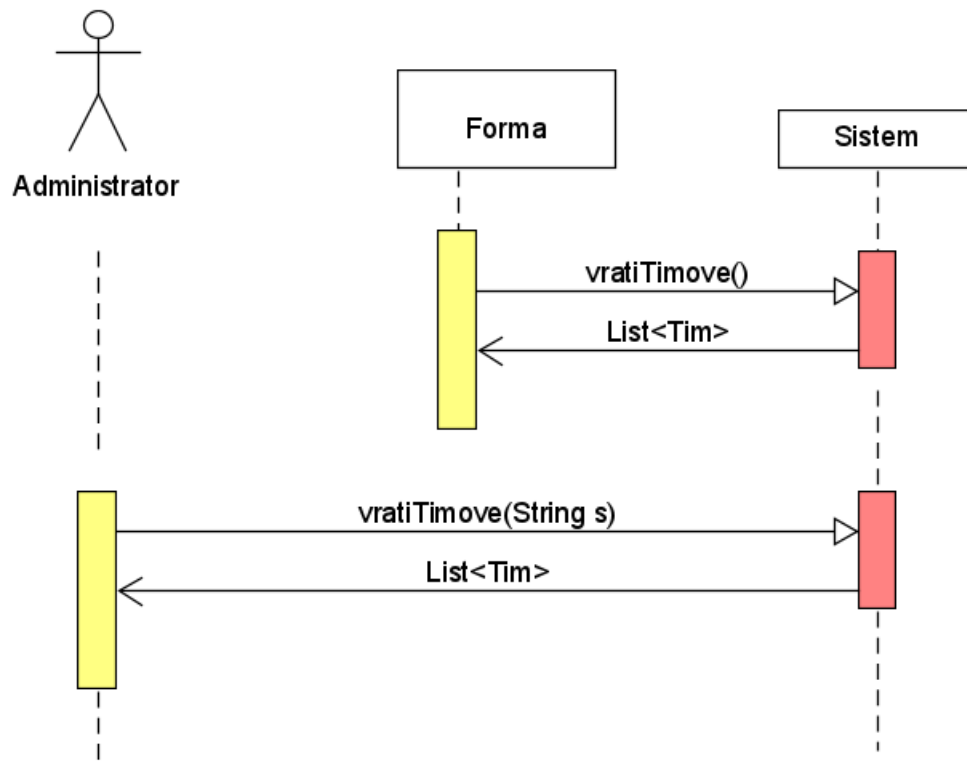 Forma
Sistem
Administrator
vratiTimove()
List<Tim>
vratiTimove(String s)
List<Tim>